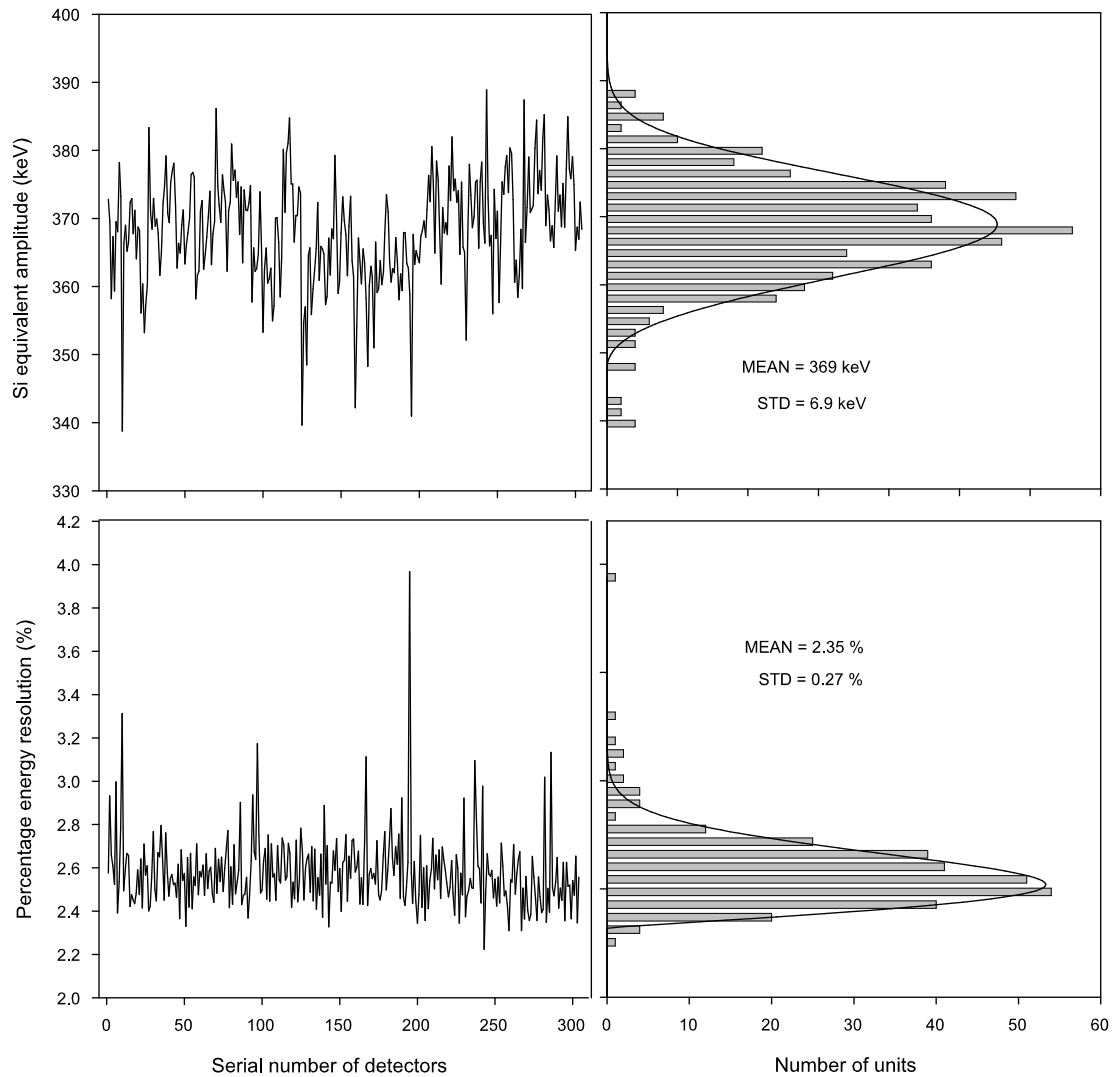 400
390
380
370
360
350
340
330
Si equivalent amplitude (keV)
MEAN = 369 keV
STD = 6.9 keV
4.2
4.0
3.8
3.6
3.4
3.2
3.0
2.8
2.6
2.4
2.2
2.0
Percentage energy resolution (%)
MEAN = 2.35 %
STD = 0.27 %
0 50 100 150 200 250 300
0 10 20 30 40 50 60
Serial number of detectors
Number of units